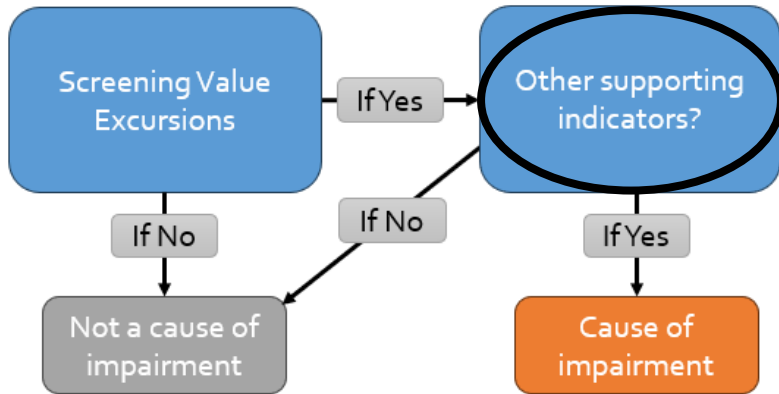 Screening Value
Excursions
If Yes
Other supporting
indicators?
If No
If No
If Yes
Not a cause of
impairment
Cause of
impairment